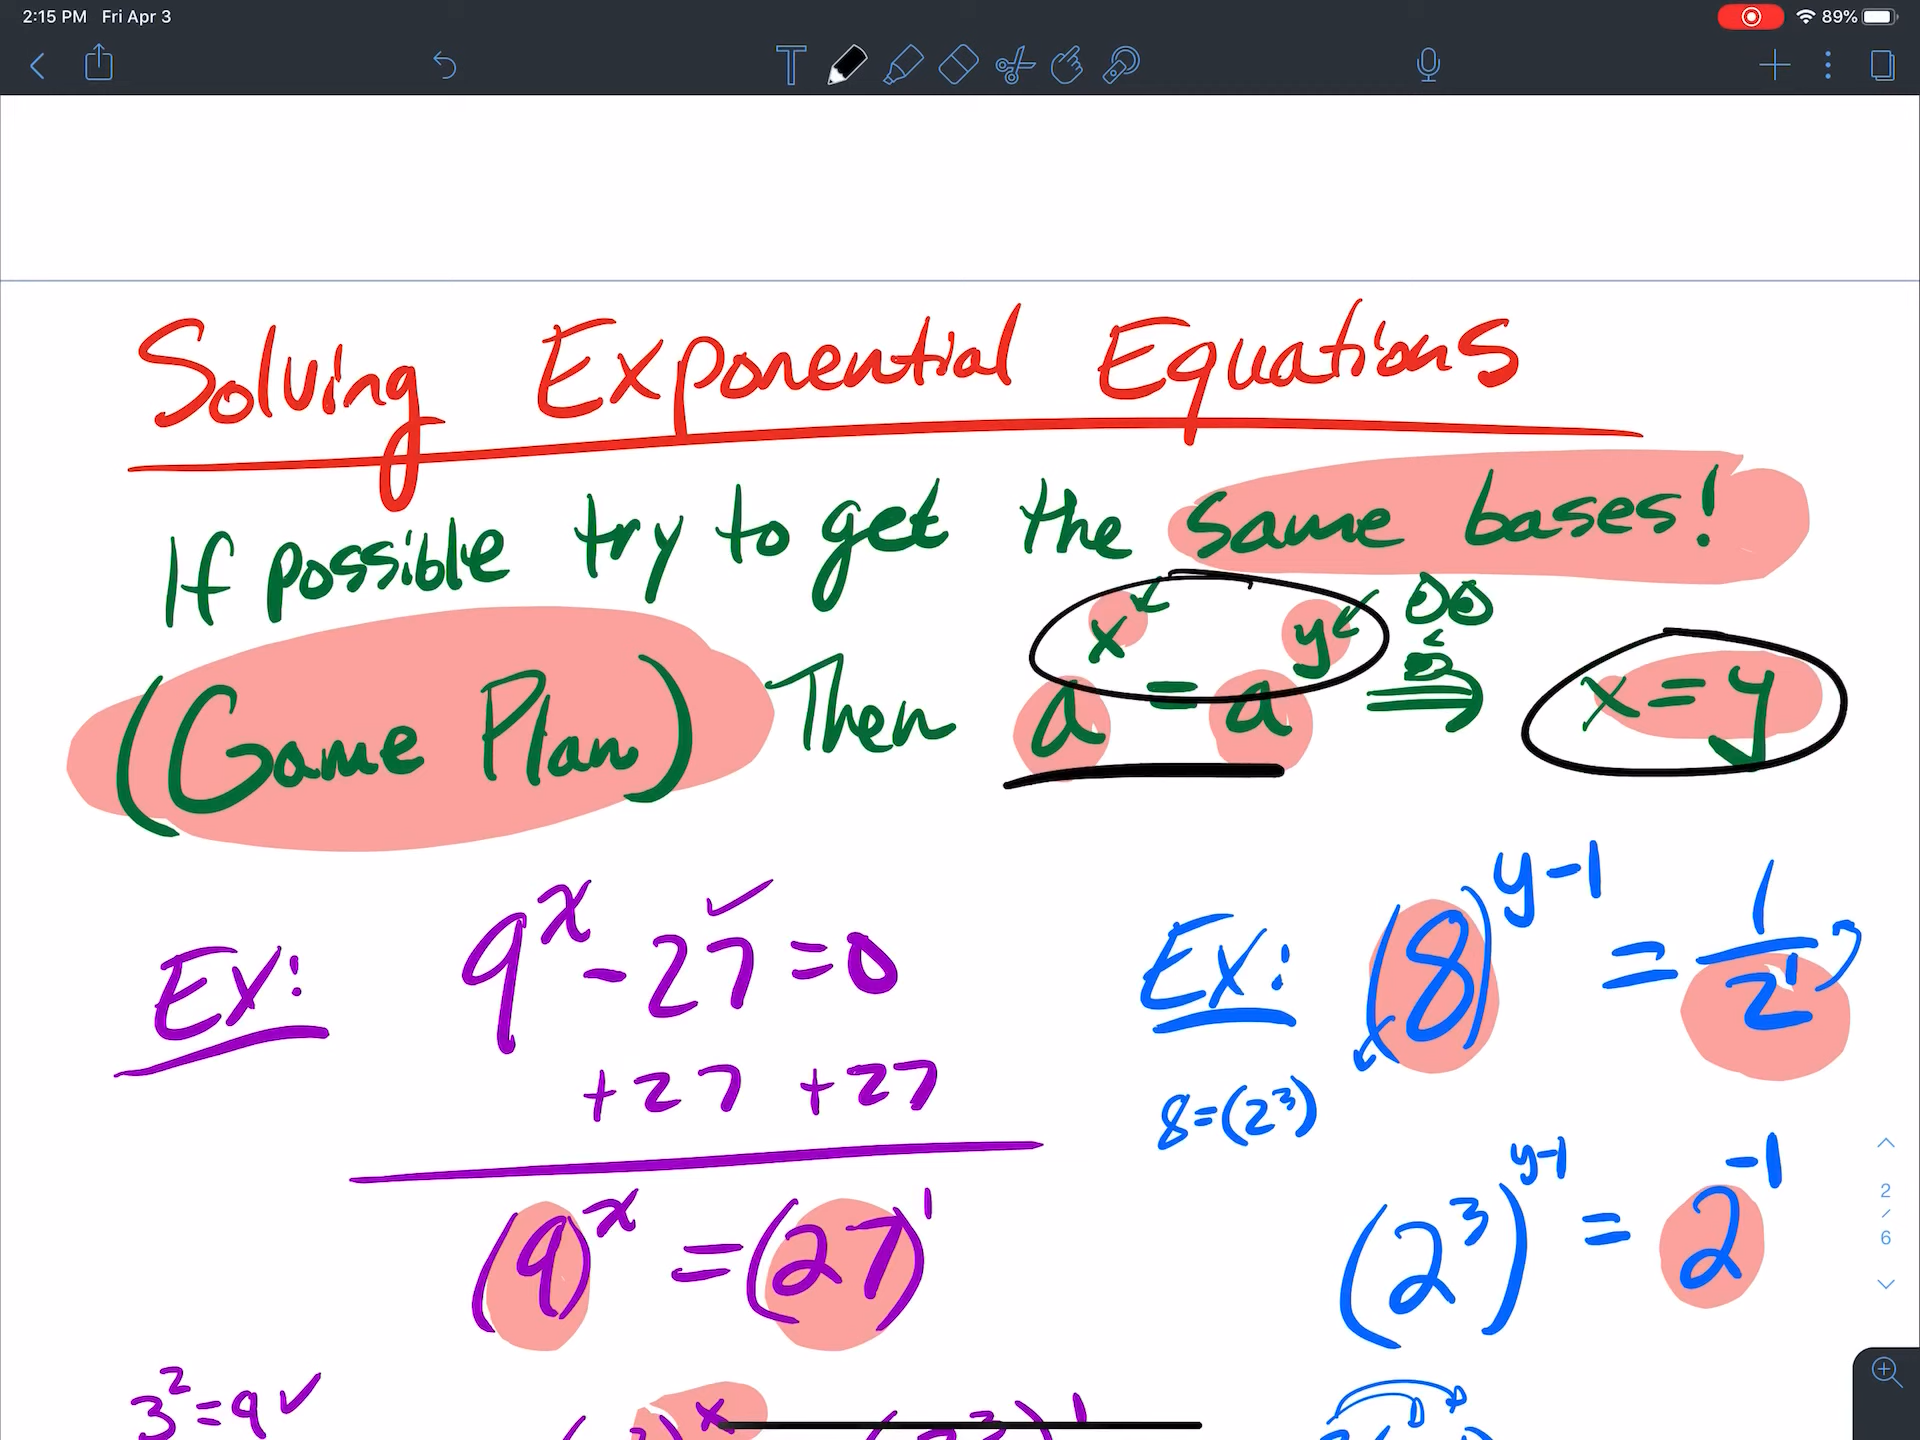 2:15 PM Fri Apr 3
89%
Solving Exponential Equations
If possible try to get the same bases!
(Game Plan) Then a^x = a^y ⇒ x = y
EX: 9^x - 27 = 0
+27 +27
(9)^x = (27)^1
3^2 = 9 ✓
EX: (8)^{y-1} = 1/2^1
8 = (2^3)
(2^3)^{y-1} = 2^{-1}
2
6